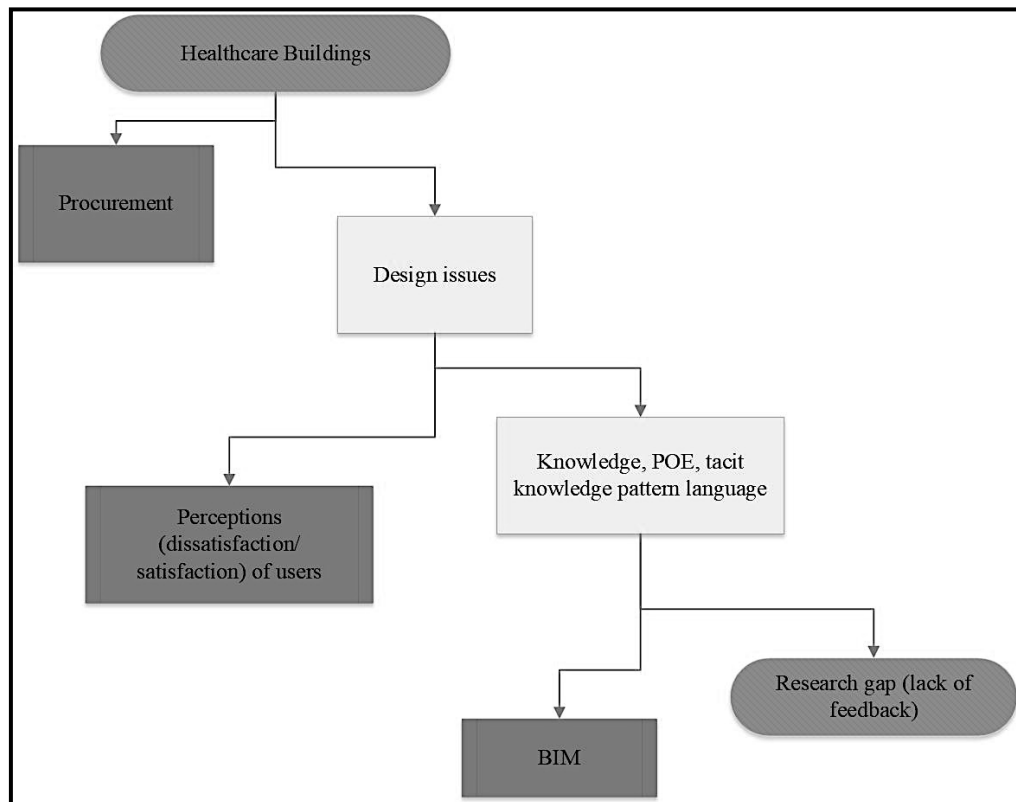 Healthcare Buildings
Procurement
Design issues
Knowledge, POE, tacit
knowledge pattern language
Perceptions
(dissatisfaction/
satisfaction) of users
Research gap (lack of
feedback)
BIM